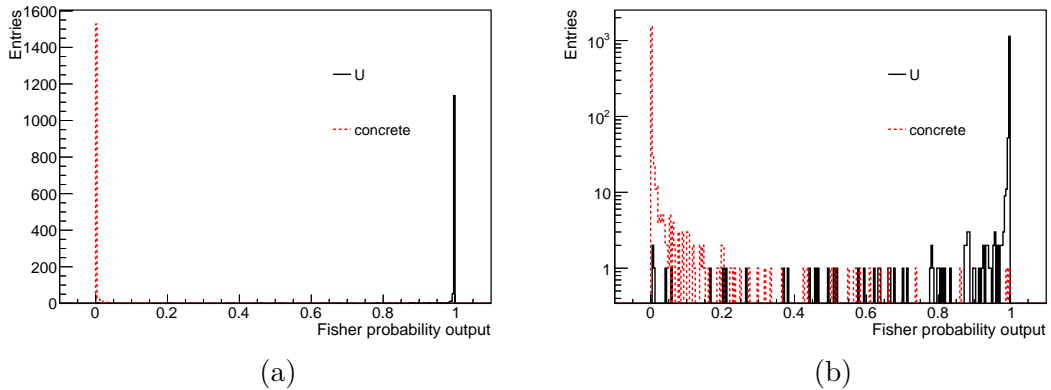 Entries
1600
1400
1200
1000
800
600
400
200
0
U
concrete
0 0.2 0.4 0.6 0.8 1
Fisher probability output
(a)
Entries
10³
10²
10
1
U
concrete
0 0.2 0.4 0.6 0.8 1
Fisher probability output
(b)